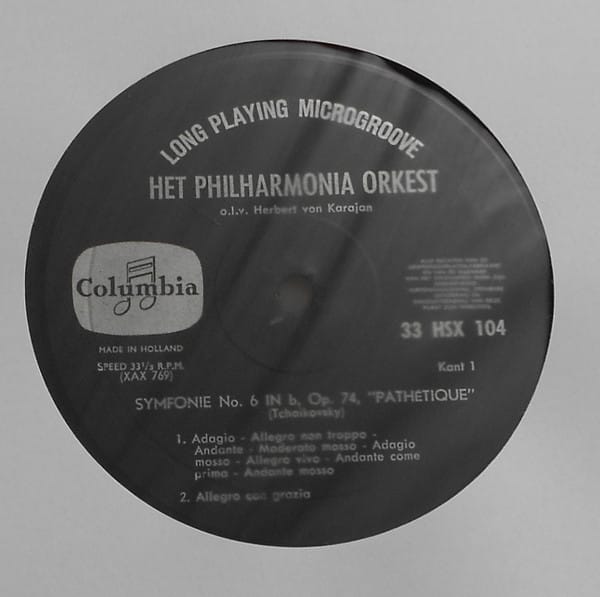 LONG PLAYING MICROGROOVE
HET PHILHARMONIA ORKEST
o.l.v. Herbert von Karajan
Columbia
MADE IN HOLLAND
SPEED 33⅓ R.P.M.
(XAX 769)
33 HSX 104
Kant 1
SYMFONIE No. 6 IN b, Op. 74, "PATHÉTIQUE"
(Tchaikovsky)
1. Adagio - Allegro non troppo -
Andante - Moderato mosso - Adagio
mosso - Allegro vivo - Andante come
prima - Andante mosso
2. Allegro con grazia